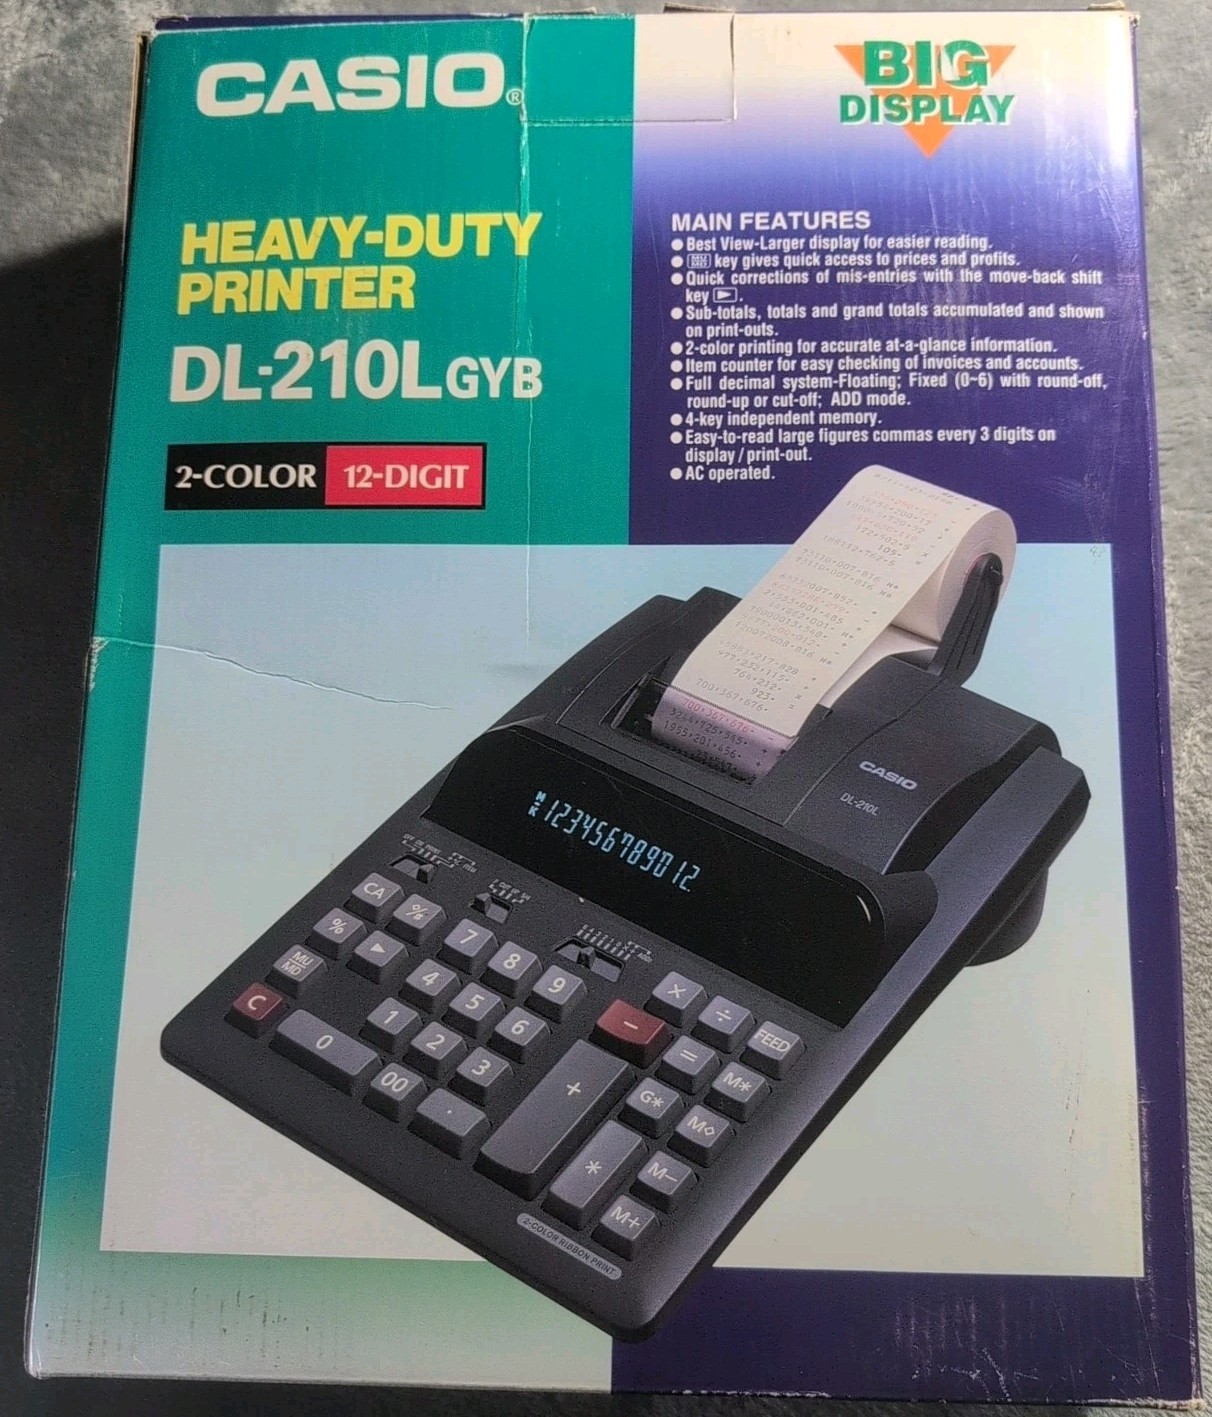 CASIO®
BIG
DISPLAY
HEAVY-DUTY
PRINTER
DL-210LGYB
2-COLOR 12-DIGIT
MAIN FEATURES
● Best View-Larger display for easier reading.
● MU MD key gives quick access to prices and profits.
● Quick corrections of mis-entries with the move-back shift
key ▶.
● Sub-totals, totals and grand totals accumulated and shown
on print-outs.
● 2-color printing for accurate at-a-glance information.
● Item counter for easy checking of invoices and accounts.
● Full decimal system-Floating; Fixed (0~6) with round-off,
round-up or cut-off; ADD mode.
● 4-key independent memory.
● Easy-to-read large figures commas every 3 digits on
display / print-out.
● AC operated.
700•367•676•
CASIO
DL-210L
123456789012.
CA % 7 8 9 × ÷ FEED
% ▶ 4 5 6 − = M*
MU
MD
1 2 3 + G* M◇
C 0 00 • * M−
M+
2-COLOR RIBBON PRINT